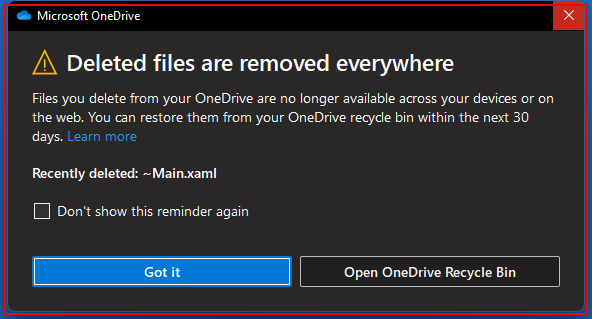 Microsoft OneDrive
Deleted files are removed everywhere
Files you delete from your OneDrive are no longer available across your devices or on
the web. You can restore them from your OneDrive recycle bin within the next 30
days. Learn more
Recently deleted: ~Main.xaml
Don't show this reminder again
Got it
Open OneDrive Recycle Bin